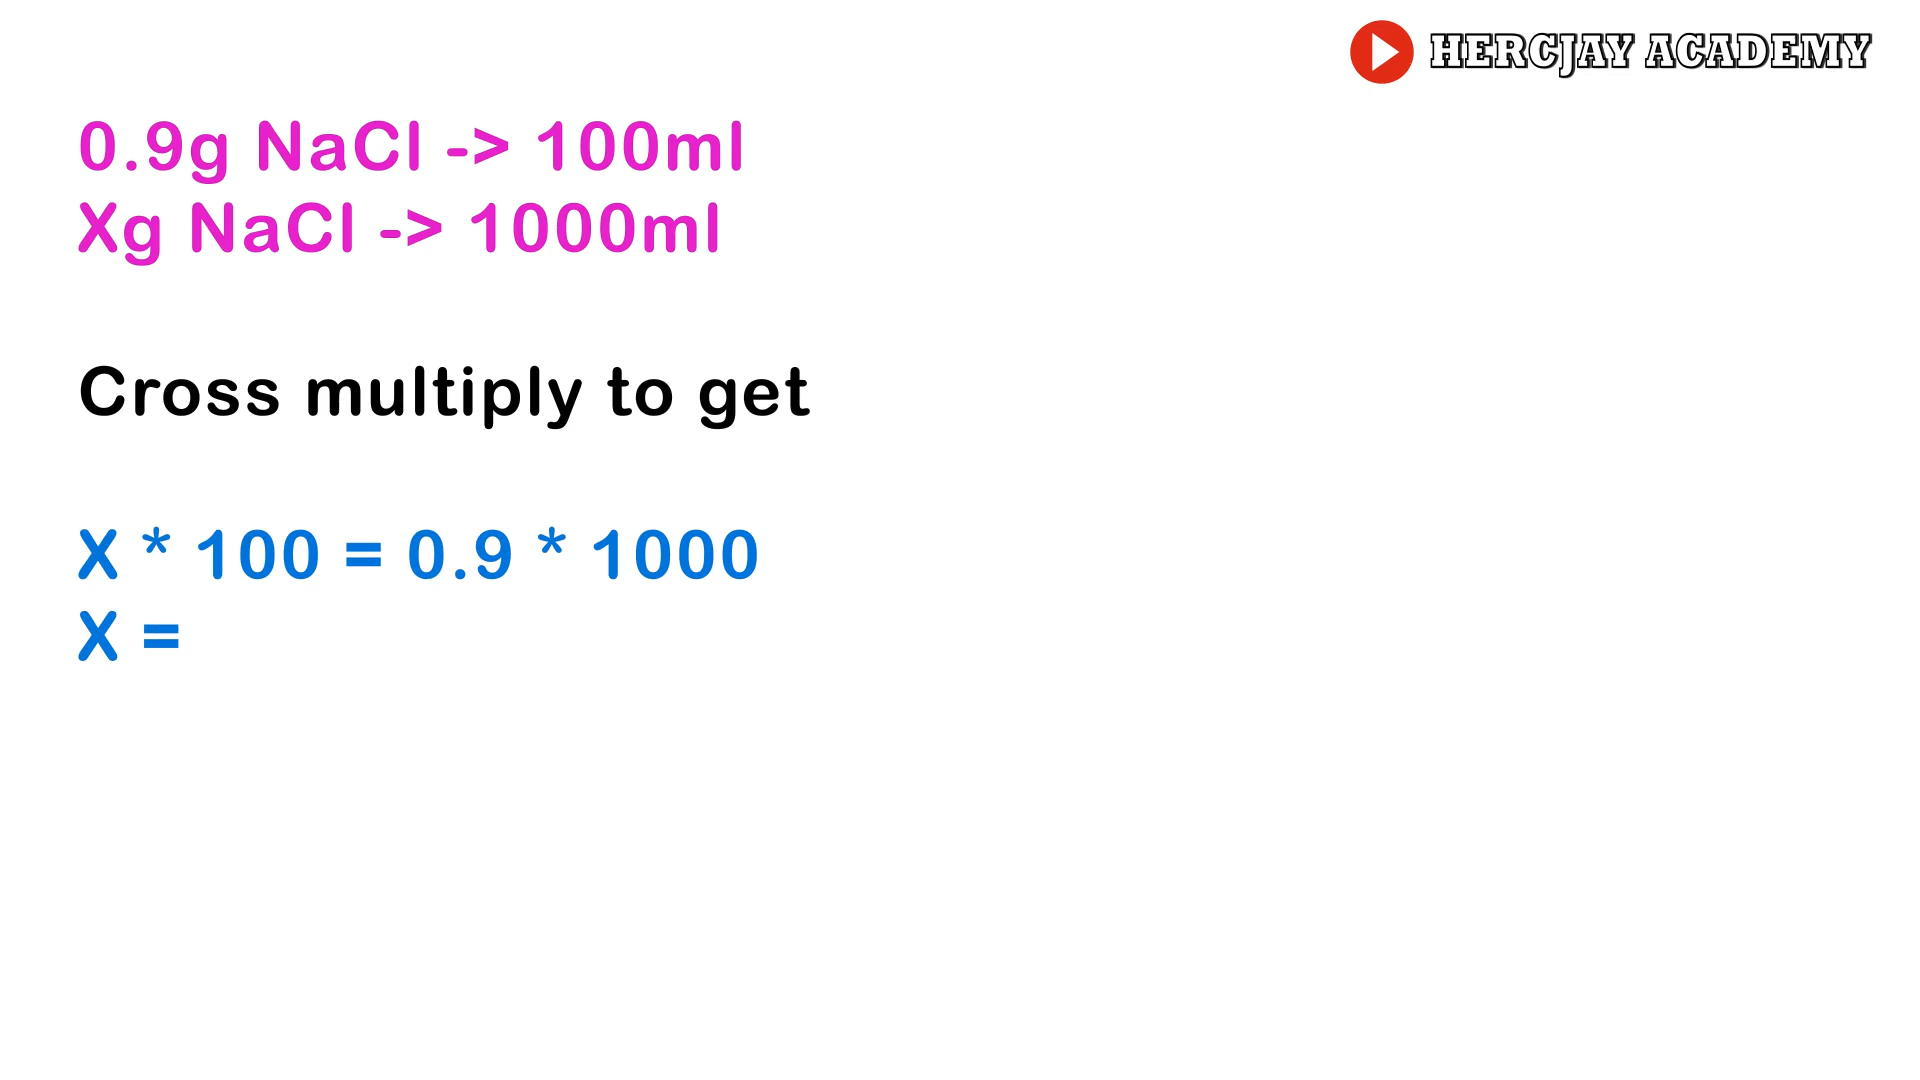 HERCJAY ACADEMY
0.9g NaCl -> 100ml
Xg NaCl -> 1000ml
Cross multiply to get
X * 100 = 0.9 * 1000
X =